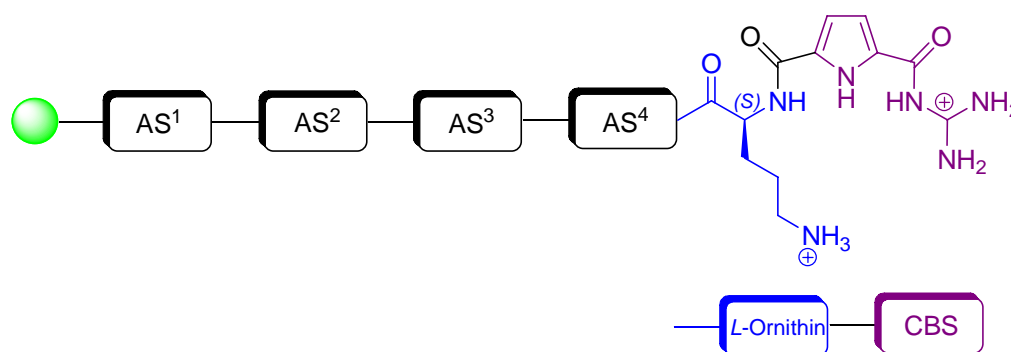 O O
O N
H
(S) NH HN ⊕ NH₂
AS¹ AS² AS³ AS⁴
NH₂
NH₃
⊕
L-Ornithin CBS